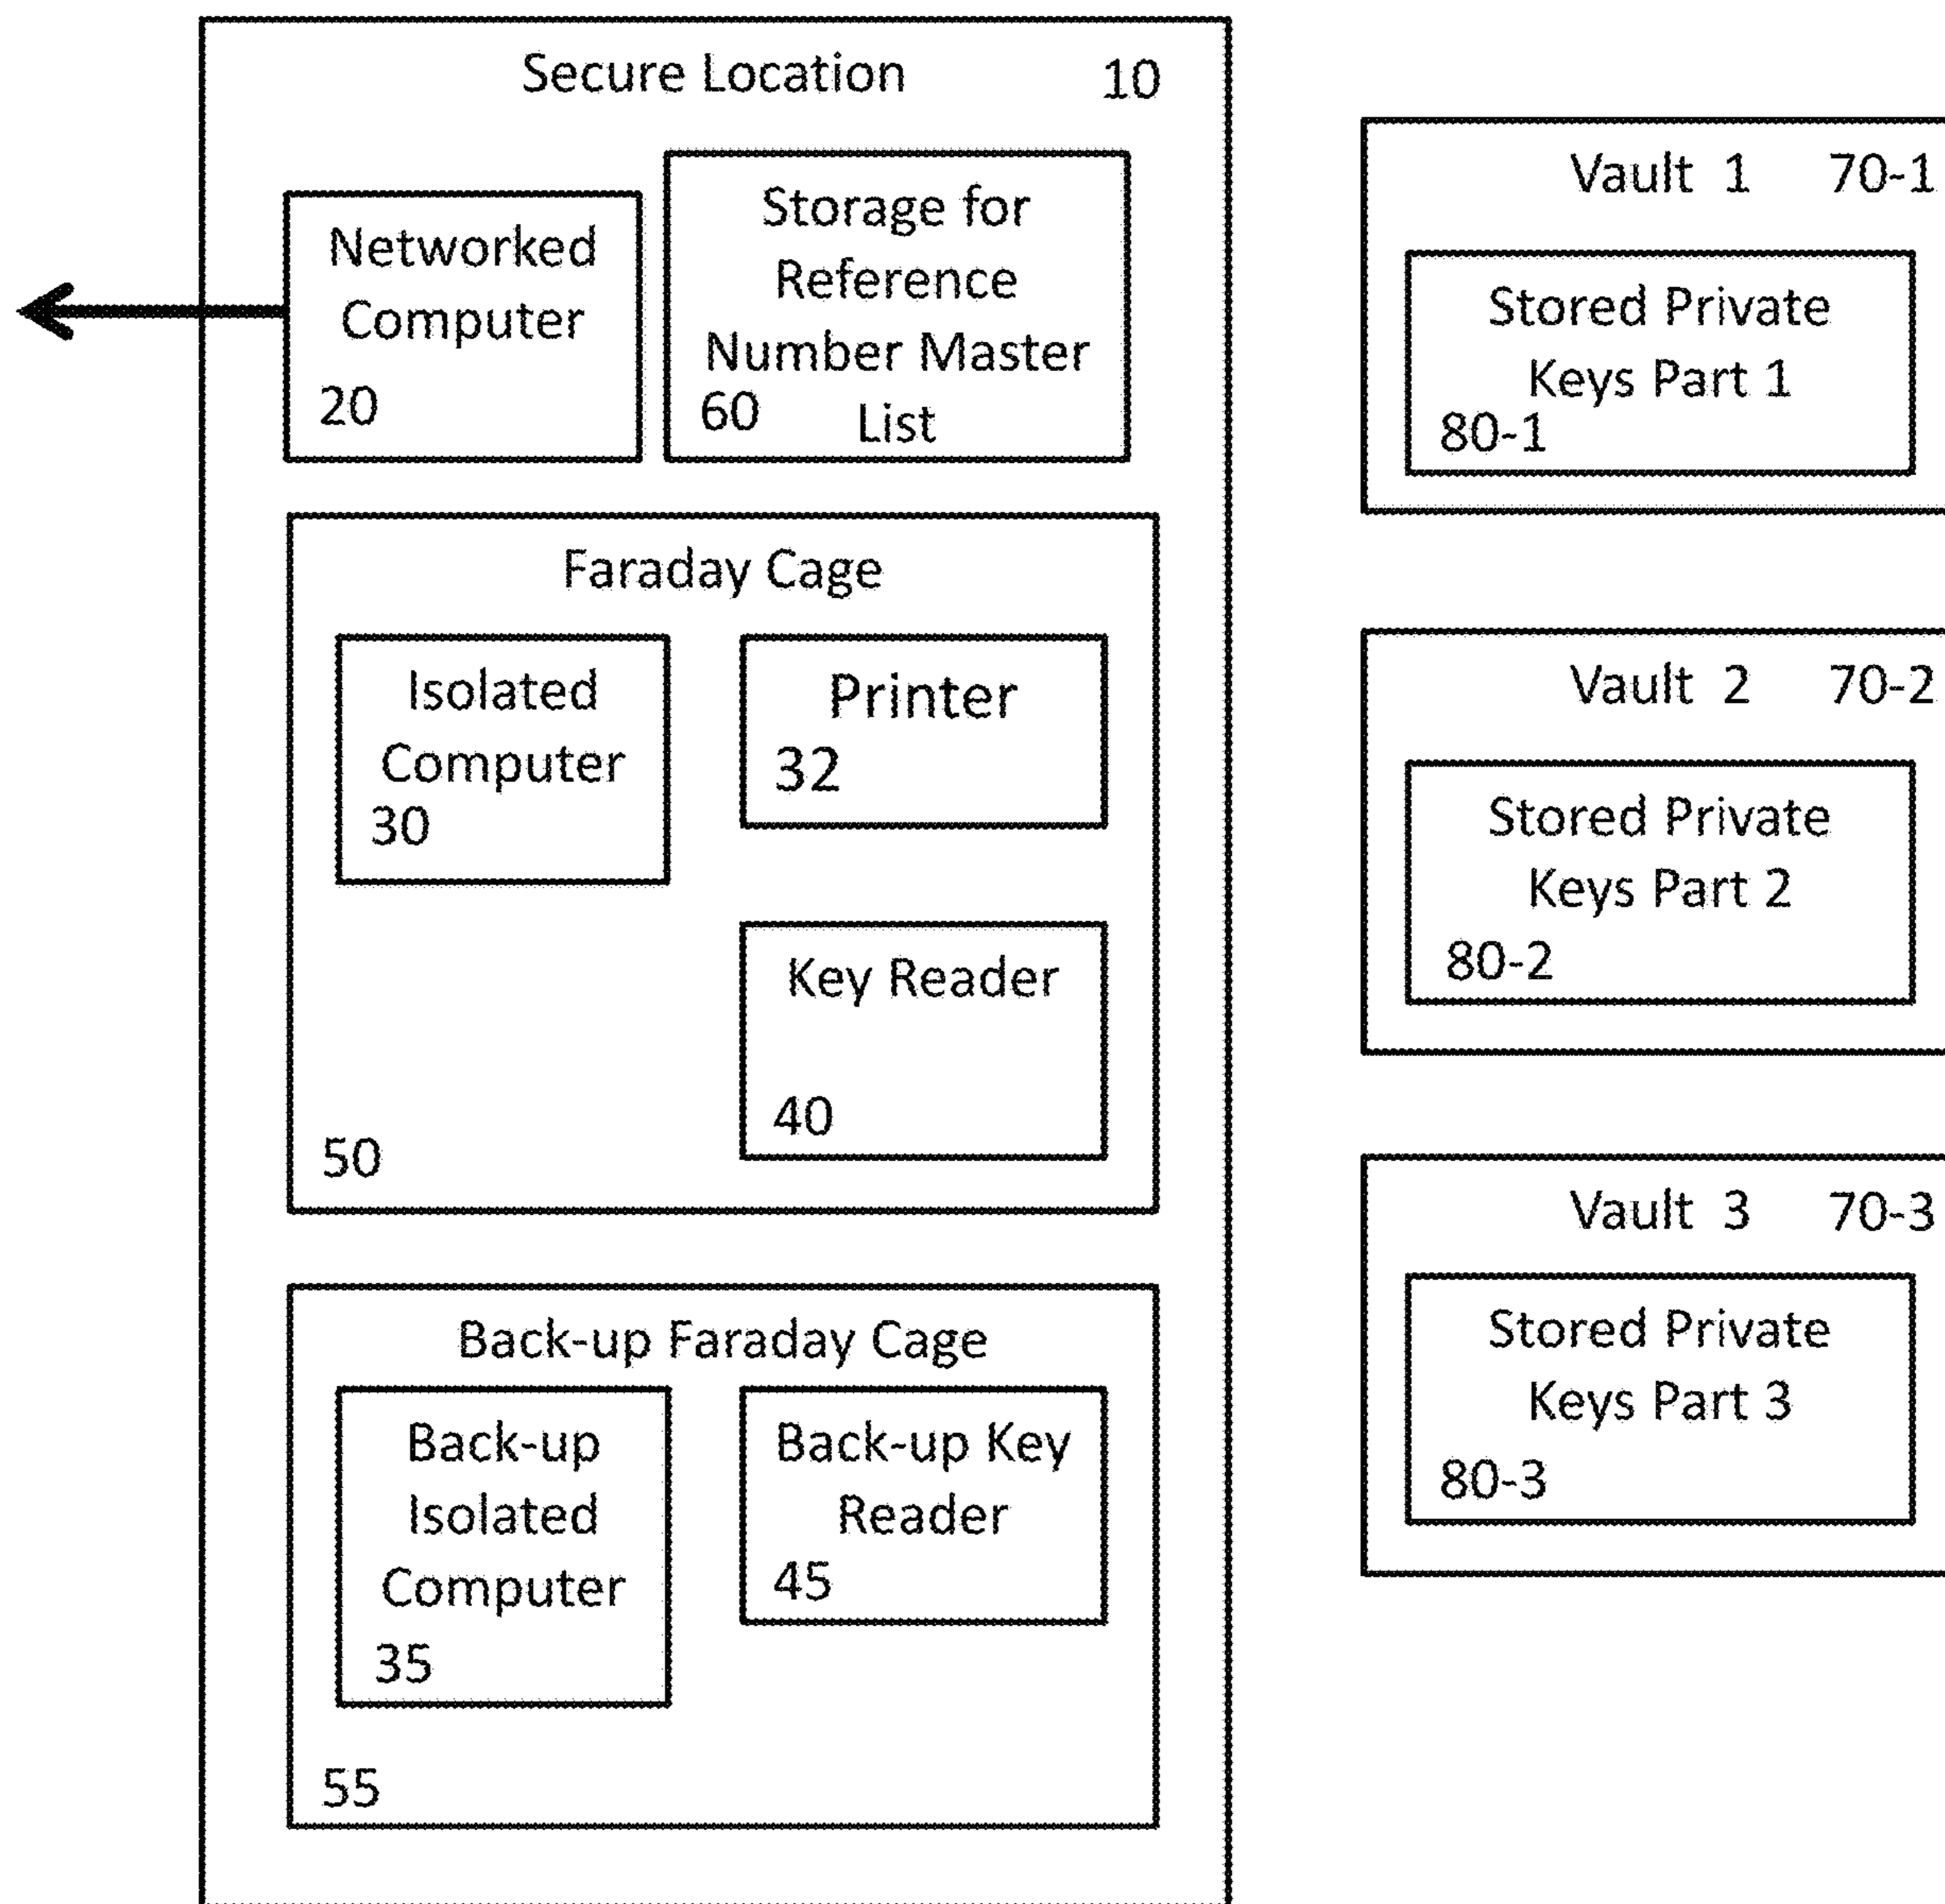 Secure Location 10
Networked
Computer
20
Storage for
Reference
Number Master
60 List
Faraday Cage
Isolated
Computer
30
Printer
32
Key Reader
40
50
Back-up Faraday Cage
Back-up
Isolated
Computer
35
Back-up Key
Reader
45
55
Vault 1 70-1
Stored Private
Keys Part 1
80-1
Vault 2 70-2
Stored Private
Keys Part 2
80-2
Vault 3 70-3
Stored Private
Keys Part 3
80-3